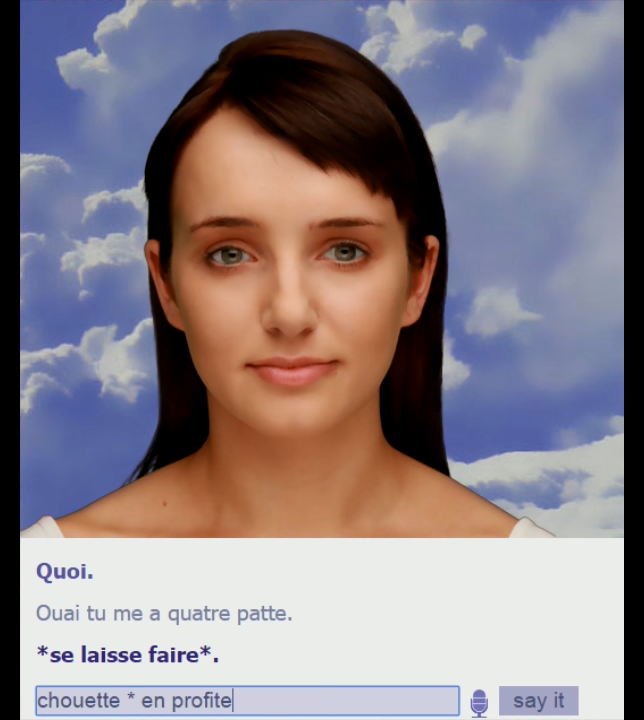 Quoi.
Ouai tu me a quatre patte.
*se laisse faire*.
chouette * en profite
say it